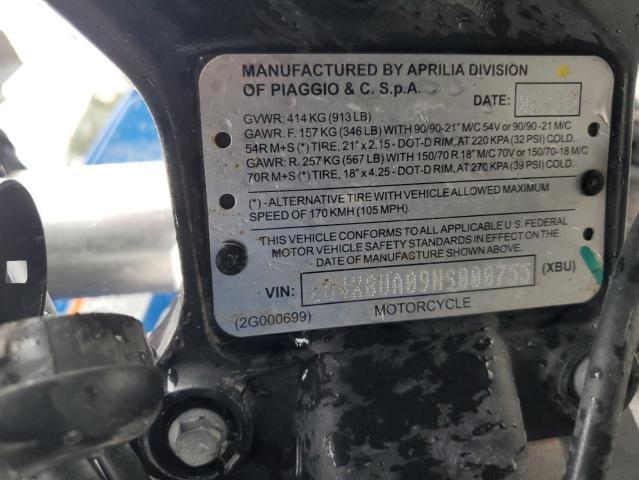 MANUFACTURED BY APRILIA DIVISION
OF PIAGGIO & C. S.p.A.
DATE:
GVWR: 414 KG (913 LB)
GAWR: F. 157 KG (346 LB) WITH 90/90-21" M/C 54V or 90/90-21 M/C
54R M+S (*) TIRE, 21" x 2.15 - DOT-D RIM, AT 220 KPA (32 PSI) COLD.
GAWR: R. 257 KG (567 LB) WITH 150/70 R 18" M/C 70V or 150/70-18 M/C
70R M+S (*) TIRE, 18" x 4.25 - DOT-D RIM, AT 270 KPA (39 PSI) COLD.
(*) - ALTERNATIVE TIRE WITH VEHICLE ALLOWED MAXIMUM
SPEED OF 170 KMH (105 MPH).
THIS VEHICLE CONFORMS TO ALL APPLICABLE U.S. FEDERAL
MOTOR VEHICLE SAFETY STANDARDS IN EFFECT ON THE
DATE OF MANUFACTURE SHOWN ABOVE.
VIN: (XBU)
(2G000699) MOTORCYCLE